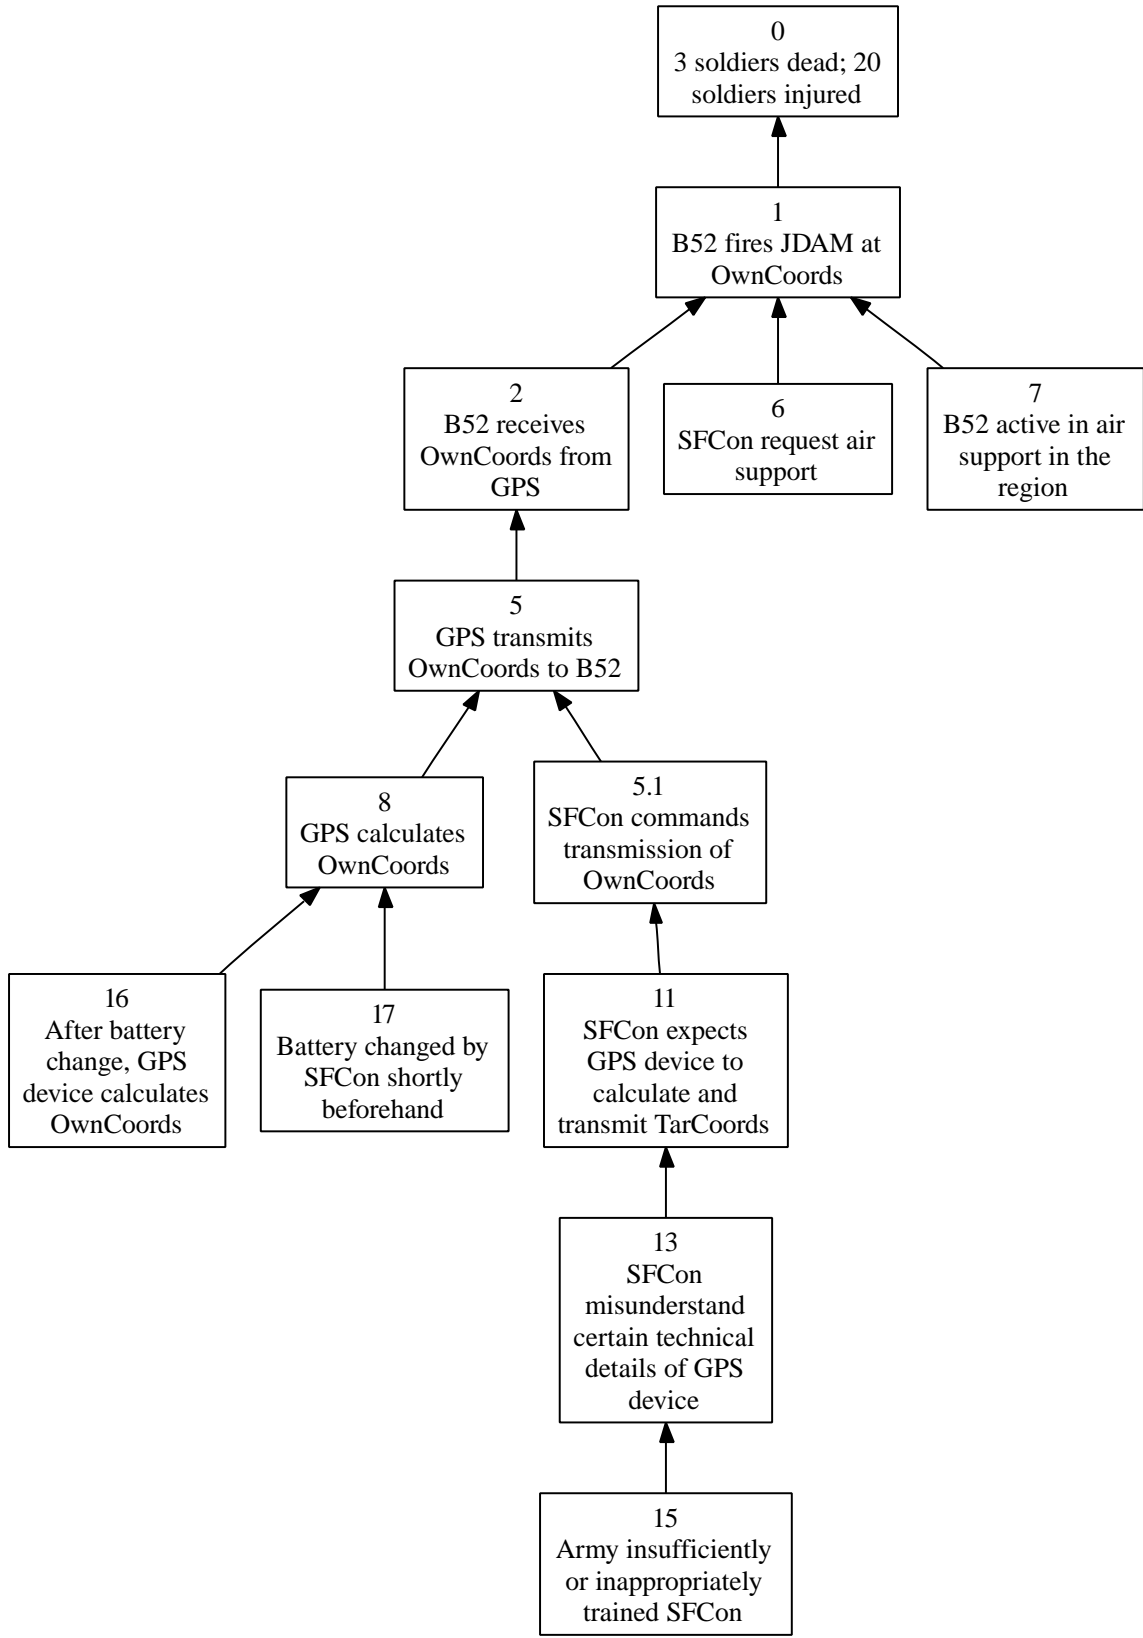 0
3 soldiers dead; 20
soldiers injured
1
B52 fires JDAM at
OwnCoords
2
B52 receives
OwnCoords from
GPS
6
SFCon request air
support
7
B52 active in air
support in the
region
5
GPS transmits
OwnCoords to B52
8
GPS calculates
OwnCoords
5.1
SFCon commands
transmission of
OwnCoords
16
After battery
change, GPS
device calculates
OwnCoords
17
Battery changed by
SFCon shortly
beforehand
11
SFCon expects
GPS device to
calculate and
transmit TarCoords
13
SFCon
misunderstand
certain technical
details of GPS
device
15
Army insufficiently
or inappropriately
trained SFCon